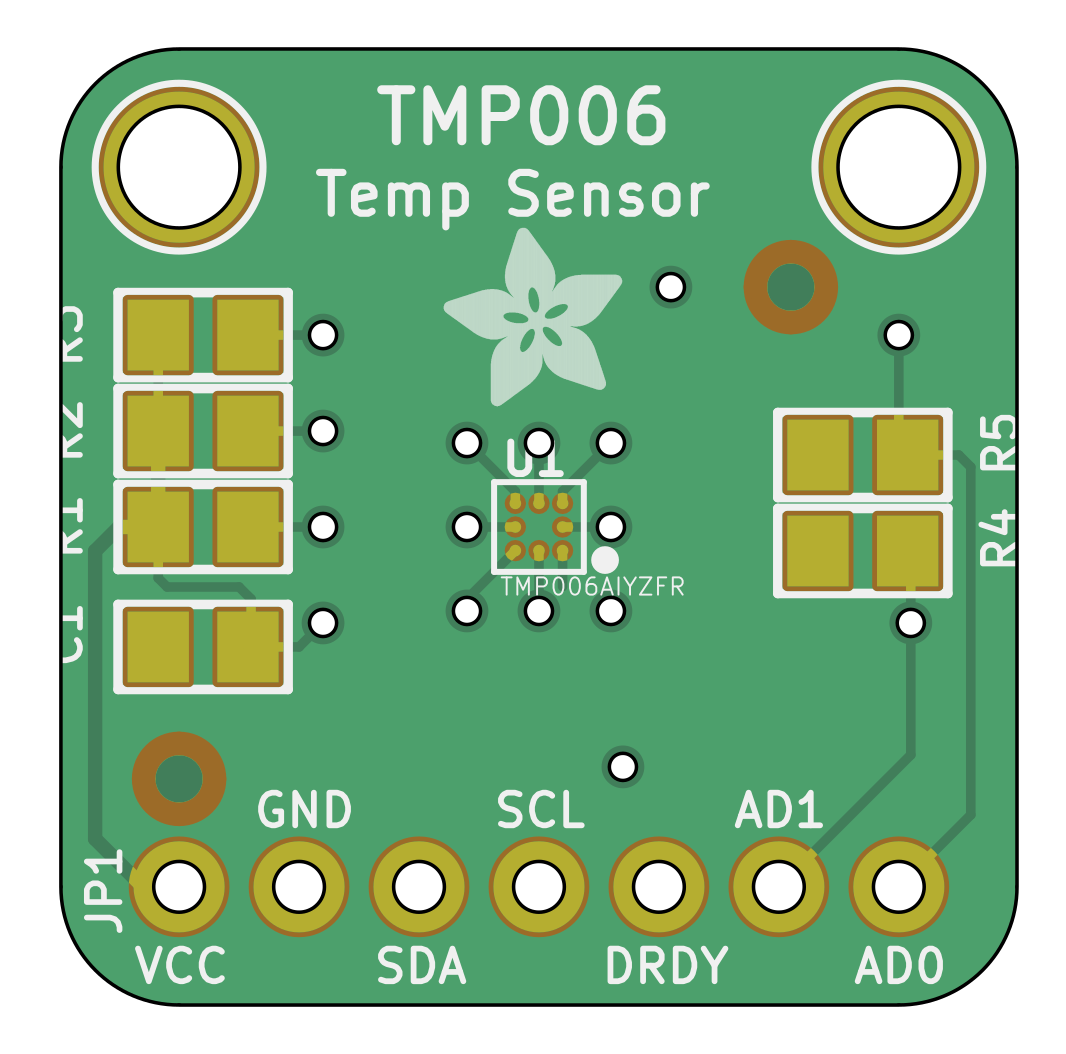 TMP006
Temp Sensor
R3
R2
R1
C1
U1
TMP006AIYZFR
R5
R4
JP1
GND
SCL
AD1
VCC
SDA
DRDY
AD0